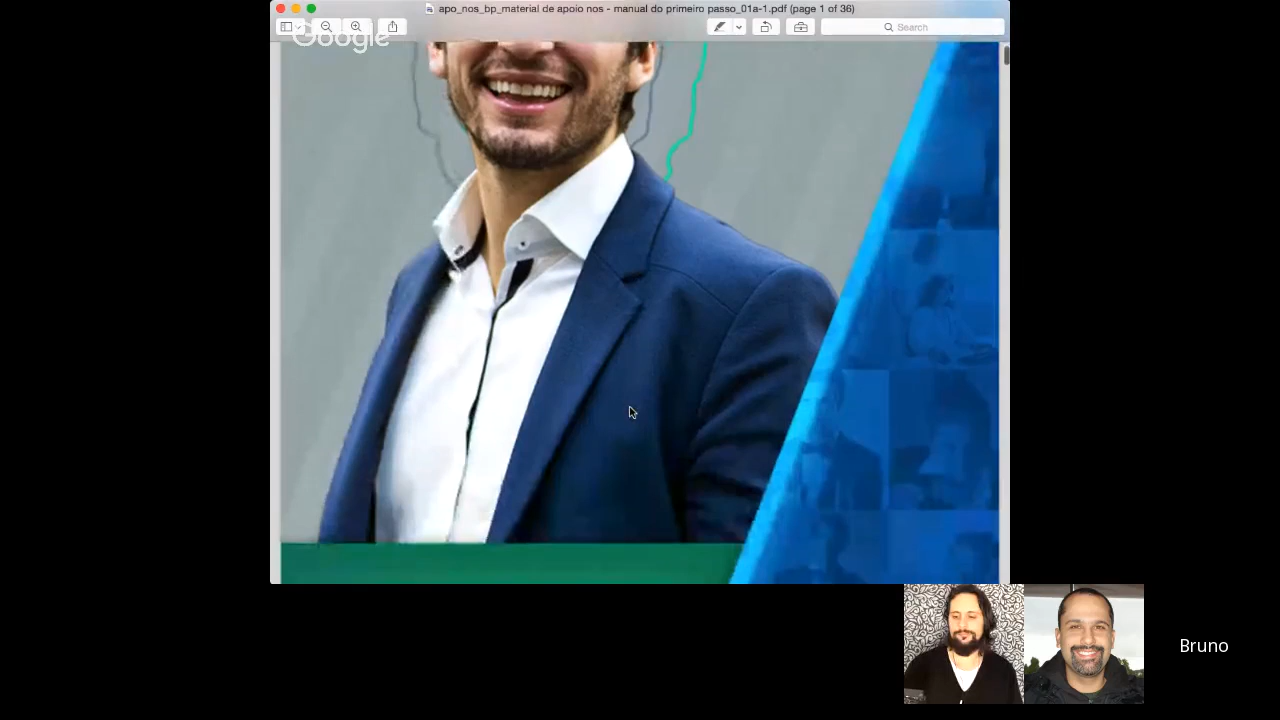 apo_nos_bp_material de apoio nos - manual do primeiro passo_01a-1.pdf (page 1 of 36)
Search
Google
Bruno